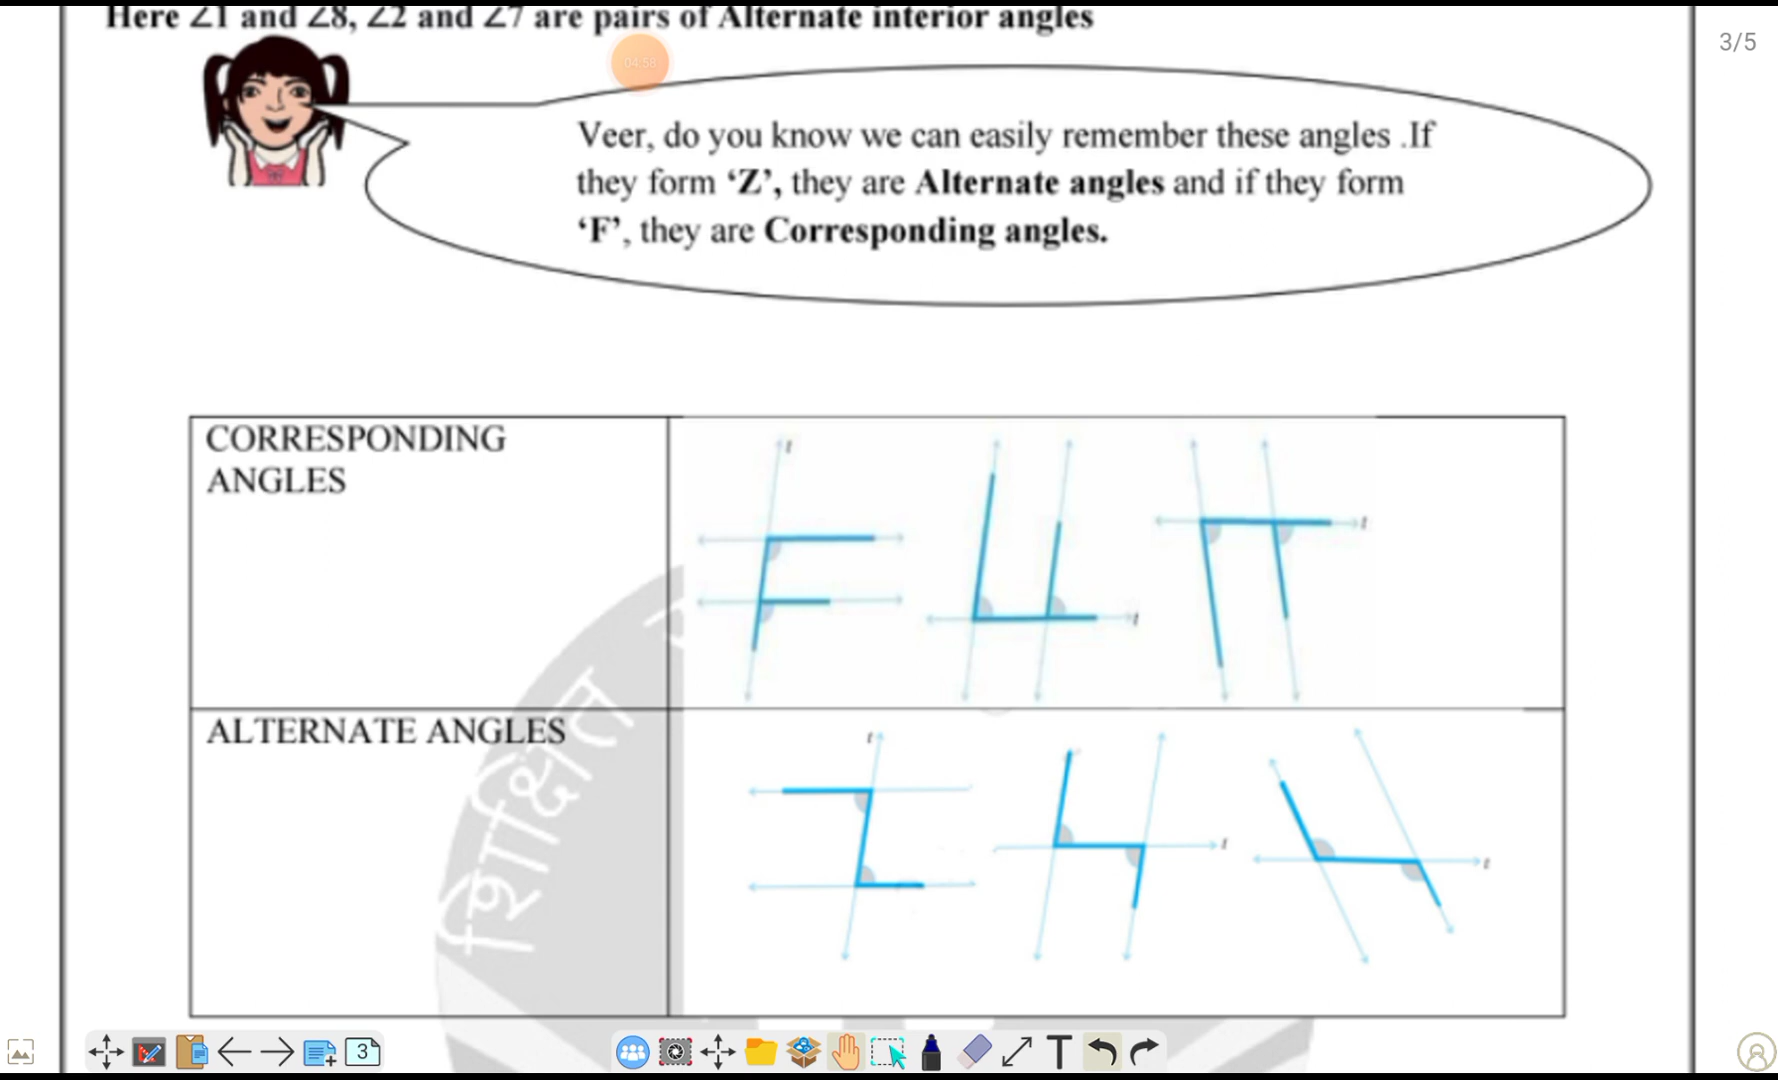 Here ∠1 and ∠8, ∠2 and ∠7 are pairs of Alternate interior angles
3/5
04:58
Veer, do you know we can easily remember these angles .If
they form ‘Z’, they are Alternate angles and if they form
‘F’, they are Corresponding angles.
CORRESPONDING
ANGLES
t
t
t
ALTERNATE ANGLES
t
t
t
शिक्षित
3
T